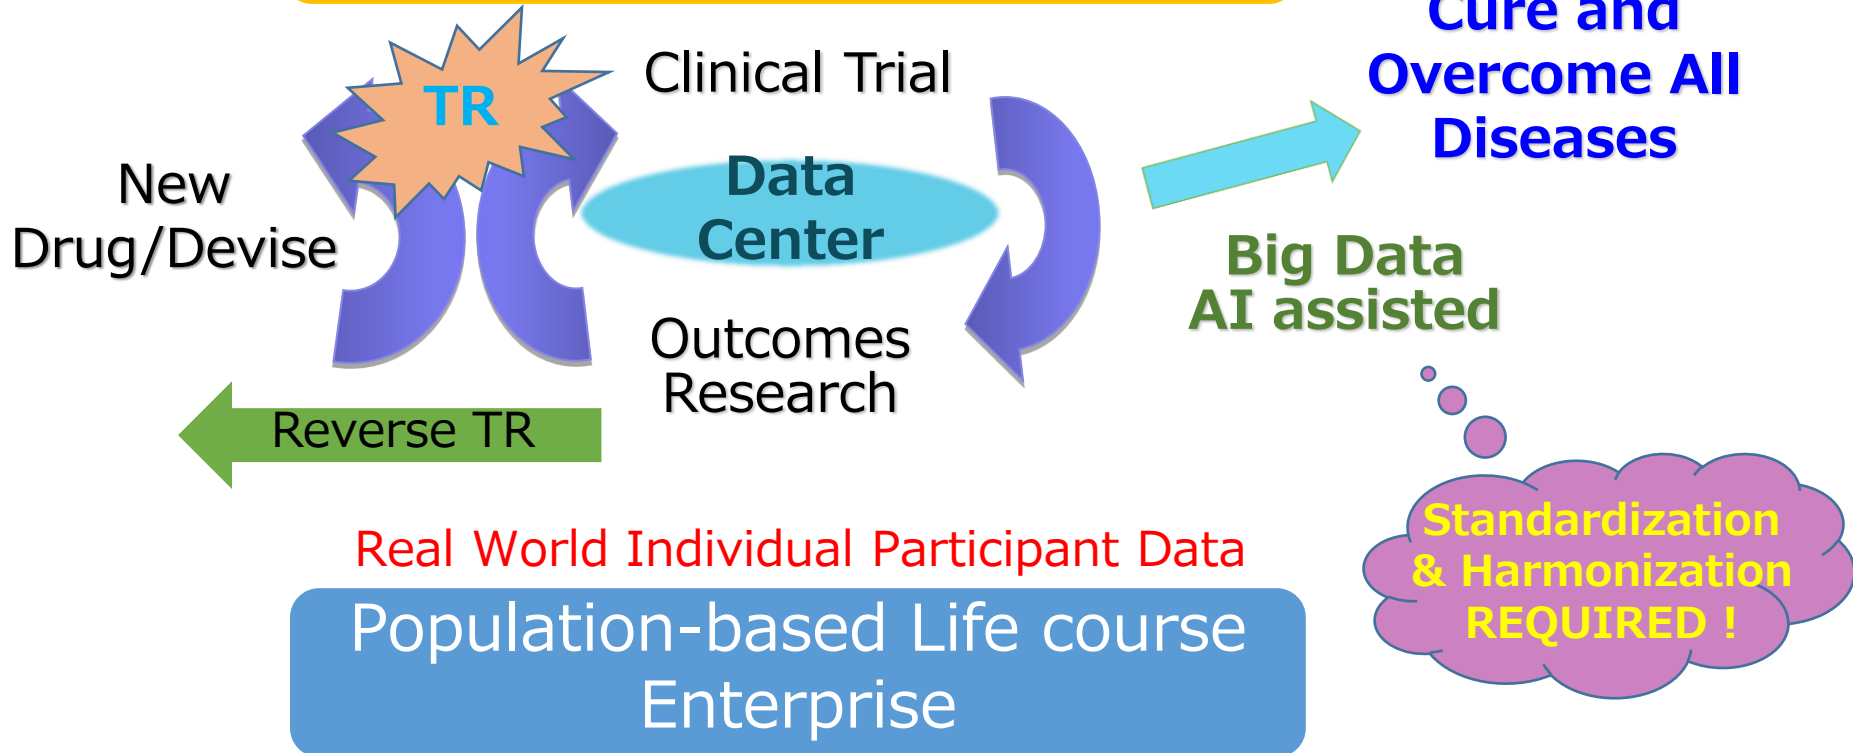 Cure and
Overcome All
Diseases
TR
Clinical Trial
New
Drug/Devise
Data
Center
Big Data
AI assisted
Outcomes
Research
Reverse TR
Standardization
& Harmonization
REQUIRED !
Real World Individual Participant Data
Population-based Life course
Enterprise